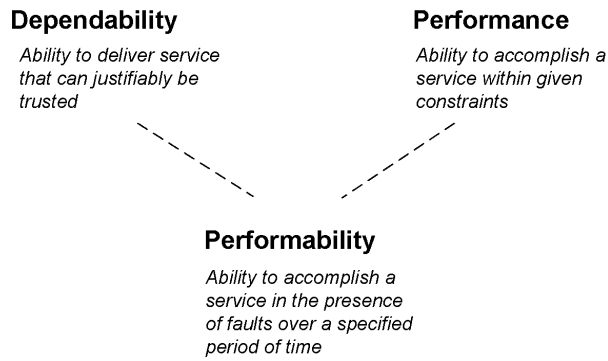 Dependability
Ability to deliver service
that can justifiably be
trusted
Performance
Ability to accomplish a
service within given
constraints
Performability
Ability to accomplish a
service in the presence
of faults over a specified
period of time